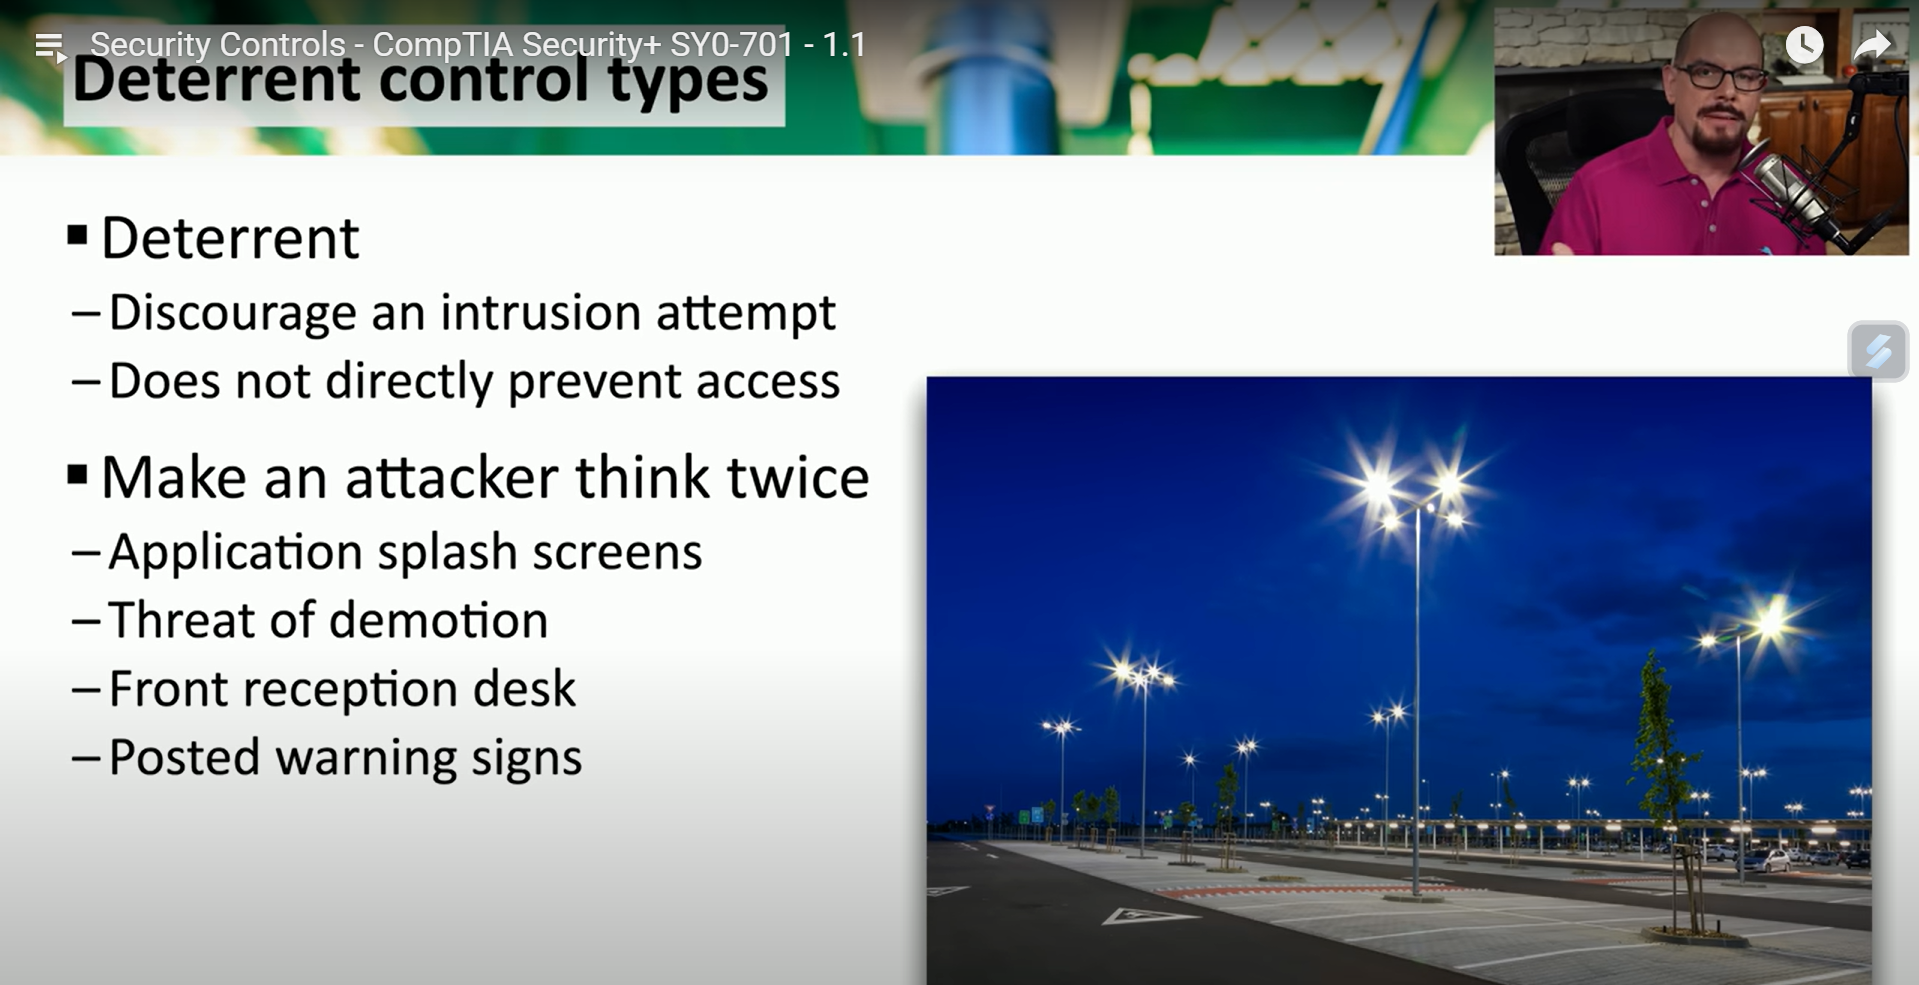 Security Controls - CompTIA Security+ SY0-701 - 1.1
Deterrent control types
▪ Deterrent
– Discourage an intrusion attempt
– Does not directly prevent access
▪ Make an attacker think twice
– Application splash screens
– Threat of demotion
– Front reception desk
– Posted warning signs